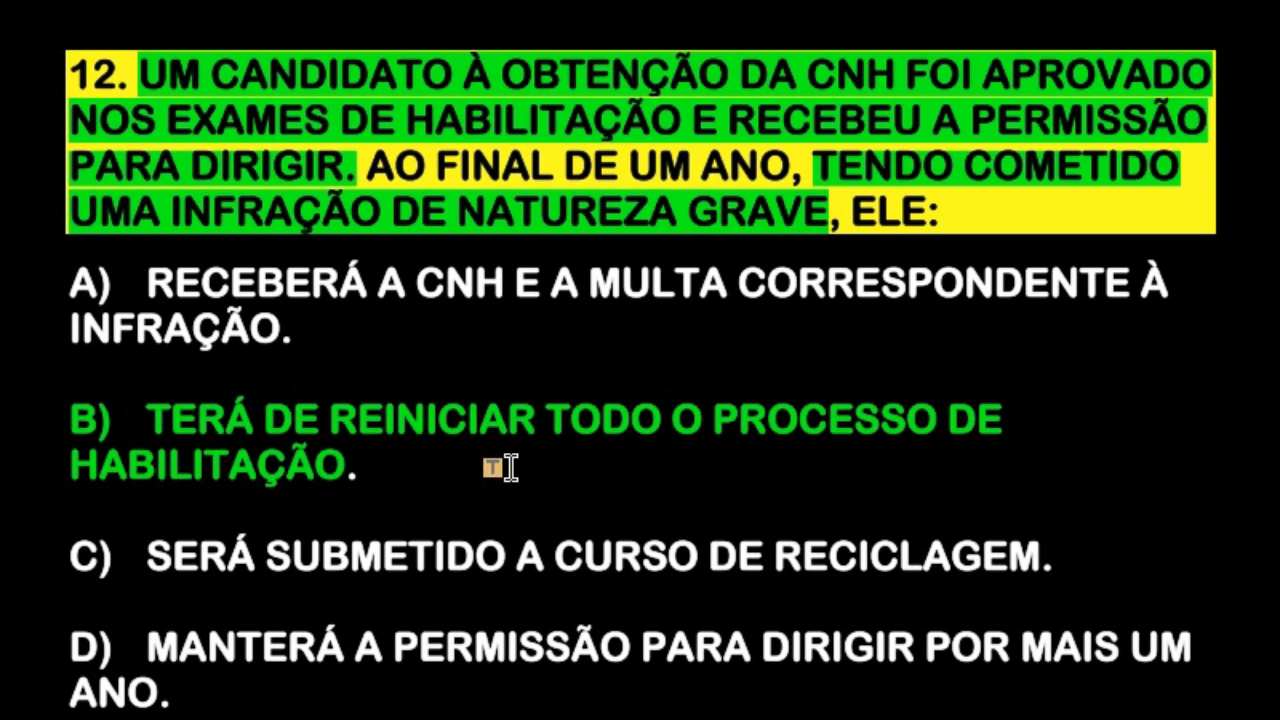 12. UM CANDIDATO À OBTENÇÃO DA CNH FOI APROVADO
NOS EXAMES DE HABILITAÇÃO E RECEBEU A PERMISSÃO
PARA DIRIGIR. AO FINAL DE UM ANO, TENDO COMETIDO
UMA INFRAÇÃO DE NATUREZA GRAVE, ELE:
A) RECEBERÁ A CNH E A MULTA CORRESPONDENTE À
INFRAÇÃO.
B) TERÁ DE REINICIAR TODO O PROCESSO DE
HABILITAÇÃO.
T
C) SERÁ SUBMETIDO A CURSO DE RECICLAGEM.
D) MANTERÁ A PERMISSÃO PARA DIRIGIR POR MAIS UM
ANO.